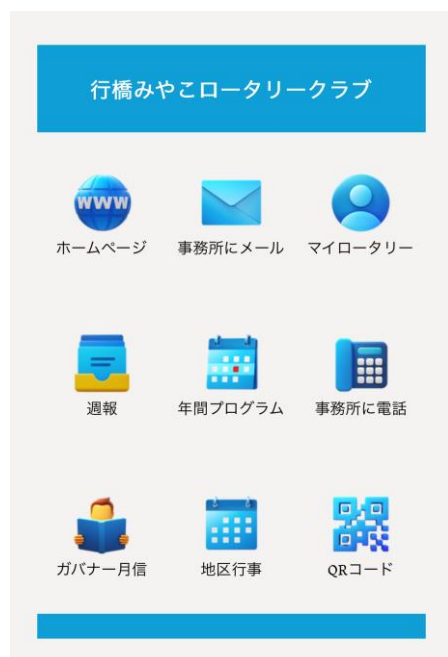 行橋みやこロータリークラブ
www
ホームページ
事務所にメール
マイロータリー
週報
年間プログラム
事務所に電話
ガバナー月信
地区行事
QRコード